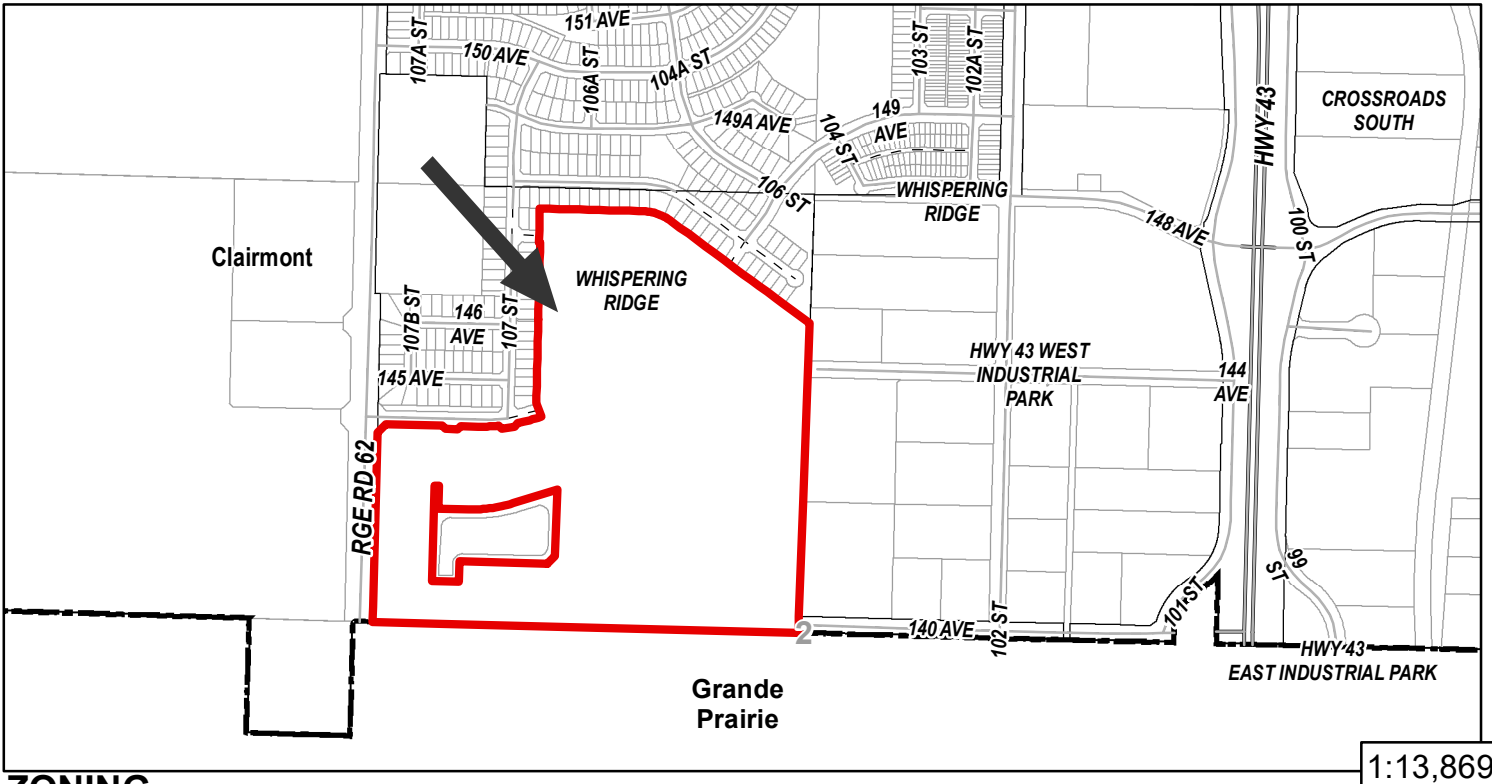 151 AVE
107A ST
150 AVE
106A ST
104A ST
103 ST
102A ST
149A AVE
104 ST
149
AVE
HWY 43
CROSSROADS
SOUTH
106 ST
WHISPERING
RIDGE
148 AVE
100 ST
Clairmont
WHISPERING
RIDGE
107B ST
146
AVE
107 ST
145 AVE
HWY 43 WEST
INDUSTRIAL
PARK
144
AVE
RGE RD 62
99
ST
101 ST
102 ST
140 AVE
2
HWY 43
EAST INDUSTRIAL PARK
Grande
Prairie
1:13,869
ZONING